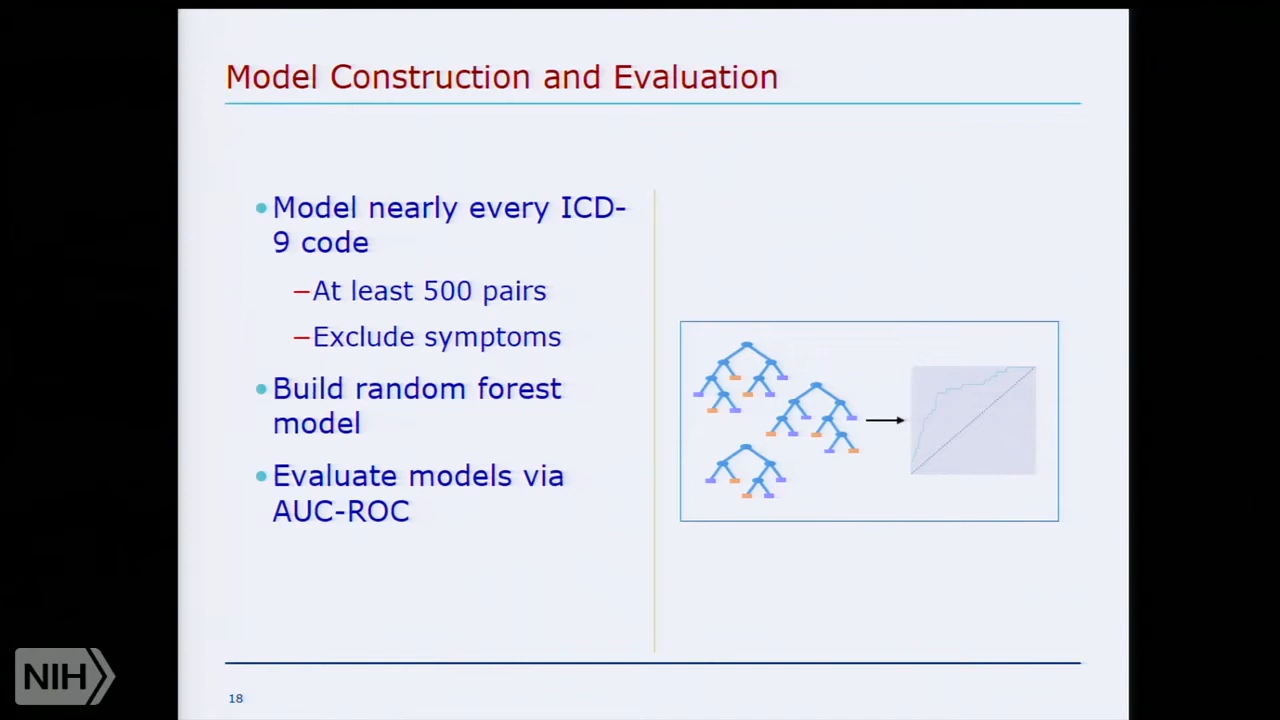 Model Construction and Evaluation
•Model nearly every ICD-
9 code
–At least 500 pairs
–Exclude symptoms
•Build random forest
model
•Evaluate models via
AUC-ROC
NIH
18